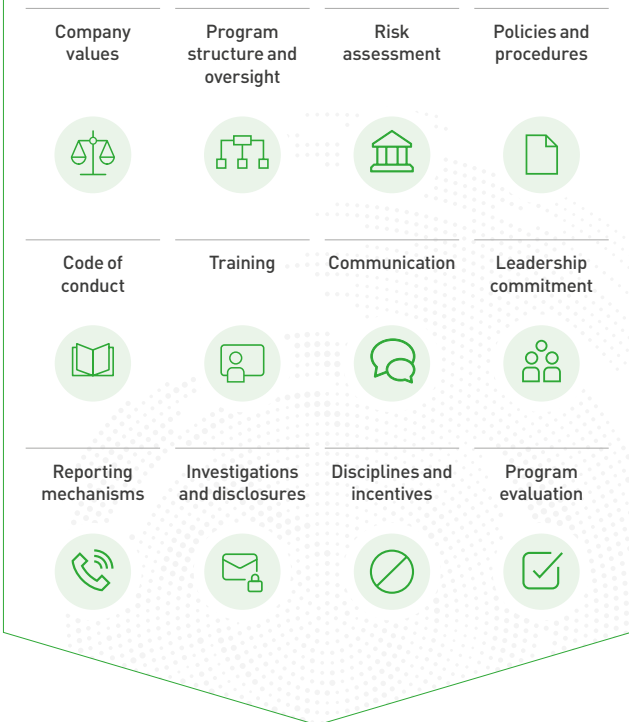 Company
values
Program
structure and
oversight
Risk
assessment
Policies and
procedures
Code of
conduct
Training
Communication
Leadership
commitment
Reporting
mechanisms
Investigations
and disclosures
Disciplines and
incentives
Program
evaluation